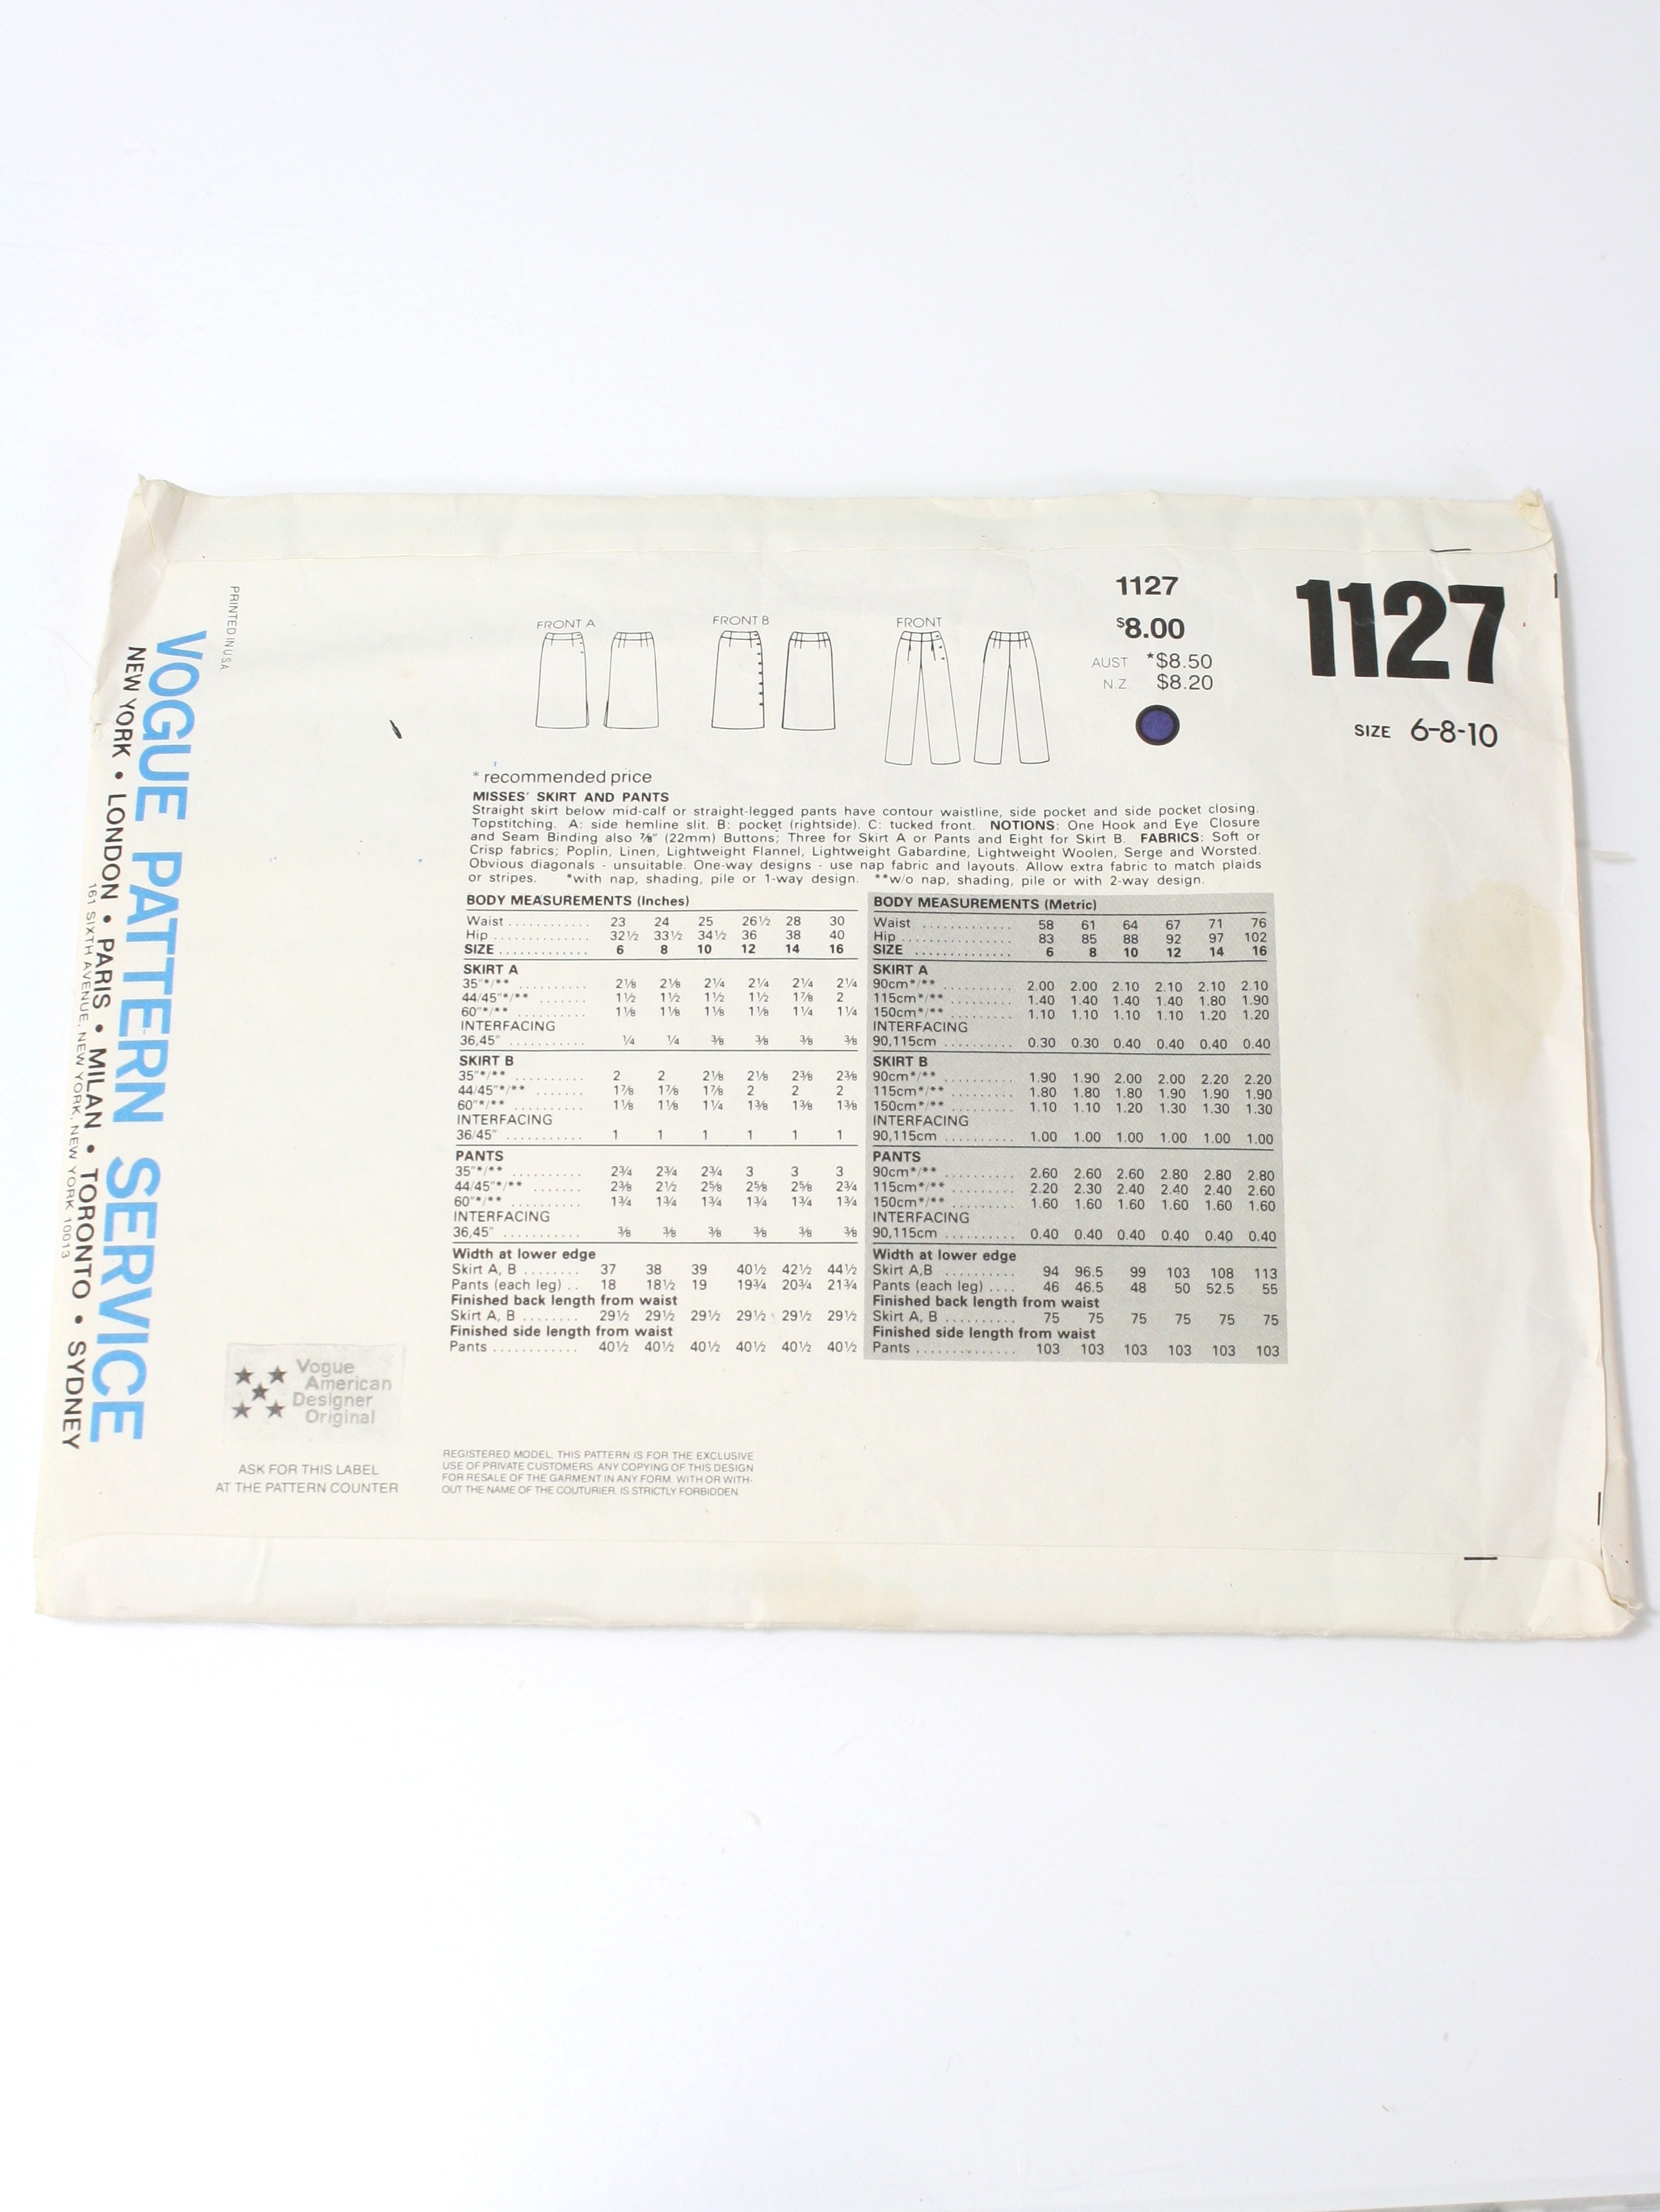 PRINTED IN USA
VOGUE PATTERN SERVICE
NEW YORK • LONDON • PARIS • MILAN • TORONTO • SYDNEY
161 SIXTH AVENUE, NEW YORK, NEW YORK 10013
FRONT A
FRONT B
FRONT
1127
$8.00
AUST. *$8.50
N.Z. $8.20
1127
SIZE 6-8-10
* recommended price
MISSES' SKIRT AND PANTS
Straight skirt below mid-calf or straight-legged pants have contour waistline, side pocket and side pocket closing.
Topstitching. A: side hemline slit. B: pocket (rightside). C: tucked front. NOTIONS: One Hook and Eye Closure
and Seam Binding also ⅞" (22mm) Buttons; Three for Skirt A or Pants and Eight for Skirt B. FABRICS: Soft or
Crisp fabrics; Poplin, Linen, Lightweight Flannel, Lightweight Gabardine, Lightweight Woolen, Serge and Worsted.
Obvious diagonals - unsuitable. One-way designs - use nap fabric and layouts. Allow extra fabric to match plaids
or stripes. *with nap, shading, pile or 1-way design. **w/o nap, shading, pile or with 2-way design.
BODY MEASUREMENTS (Inches)
Waist ............ 23 24 25 26½ 28 30
Hip .............. 32½ 33½ 34½ 36 38 40
SIZE ............. 6 8 10 12 14 16
SKIRT A
35"*/** .......... 2⅛ 2⅛ 2¼ 2¼ 2¼ 2¼
44/45"*/** ....... 1½ 1½ 1½ 1½ 1⅞ 2
60"*/** .......... 1⅛ 1⅛ 1⅛ 1⅛ 1¼ 1¼
INTERFACING
36,45" ........... ¼ ¼ ⅜ ⅜ ⅜ ⅜
SKIRT B
35"*/** .......... 2 2 2⅛ 2⅛ 2⅜ 2⅜
44/45"*/** ....... 1⅞ 1⅞ 1⅞ 2 2 2
60"*/** .......... 1⅛ 1⅛ 1¼ 1⅜ 1⅜ 1⅜
INTERFACING
36/45" ........... 1 1 1 1 1 1
PANTS
35"*/** .......... 2¾ 2¾ 2¾ 3 3 3
44/45"*/** ....... 2⅜ 2½ 2⅝ 2⅝ 2⅝ 2¾
60"*/** .......... 1¾ 1¾ 1¾ 1¾ 1¾ 1¾
INTERFACING
36,45" ........... ⅜ ⅜ ⅜ ⅜ ⅜ ⅜
Width at lower edge
Skirt A, B ........ 37 38 39 40½ 42½ 44½
Pants (each leg) .. 18 18½ 19 19¾ 20¾ 21¾
Finished back length from waist
Skirt A, B ........ 29½ 29½ 29½ 29½ 29½ 29½
Finished side length from waist
Pants ............ 40½ 40½ 40½ 40½ 40½ 40½
BODY MEASUREMENTS (Metric)
Waist ............. 58 61 64 67 71 76
Hip ............... 83 85 88 92 97 102
SIZE .............. 6 8 10 12 14 16
SKIRT A
90cm*/** .......... 2.00 2.00 2.10 2.10 2.10 2.10
115cm*/** ......... 1.40 1.40 1.40 1.40 1.80 1.90
150cm*/** ......... 1.10 1.10 1.10 1.10 1.20 1.20
INTERFACING
90,115cm .......... 0.30 0.30 0.40 0.40 0.40 0.40
SKIRT B
90cm*/** .......... 1.90 1.90 2.00 2.00 2.20 2.20
115cm*/** ......... 1.80 1.80 1.80 1.90 1.90 1.90
150cm*/** ......... 1.10 1.10 1.20 1.30 1.30 1.30
INTERFACING
90,115cm .......... 1.00 1.00 1.00 1.00 1.00 1.00
PANTS
90cm*/** .......... 2.60 2.60 2.60 2.80 2.80 2.80
115cm*/** ......... 2.20 2.30 2.40 2.40 2.40 2.60
150cm*/** ......... 1.60 1.60 1.60 1.60 1.60 1.60
INTERFACING
90,115cm .......... 0.40 0.40 0.40 0.40 0.40 0.40
Width at lower edge
Skirt A,B .......... 94 96.5 99 103 108 113
Pants (each leg) .... 46 46.5 48 50 52.5 55
Finished back length from waist
Skirt A, B .......... 75 75 75 75 75 75
Finished side length from waist
Pants .............. 103 103 103 103 103 103
Vogue
American
Designer
Original
ASK FOR THIS LABEL
AT THE PATTERN COUNTER
REGISTERED MODEL: THIS PATTERN IS FOR THE EXCLUSIVE
USE OF PRIVATE CUSTOMERS. ANY COPYING OF THIS DESIGN
FOR RESALE OF THE GARMENT IN ANY FORM, WITH OR WITH-
OUT THE NAME OF THE COUTURIER, IS STRICTLY FORBIDDEN.